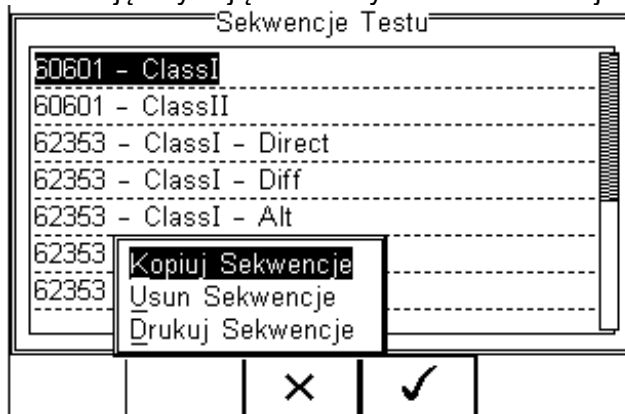 Sekwencje Testu
60601 - ClassI
60601 - ClassII
62353 - ClassI - Direct
62353 - ClassI - Diff
62353 - ClassI - Alt
62353
62353
Kopiuj Sekwencje
Usun Sekwencje
Drukuj Sekwencje